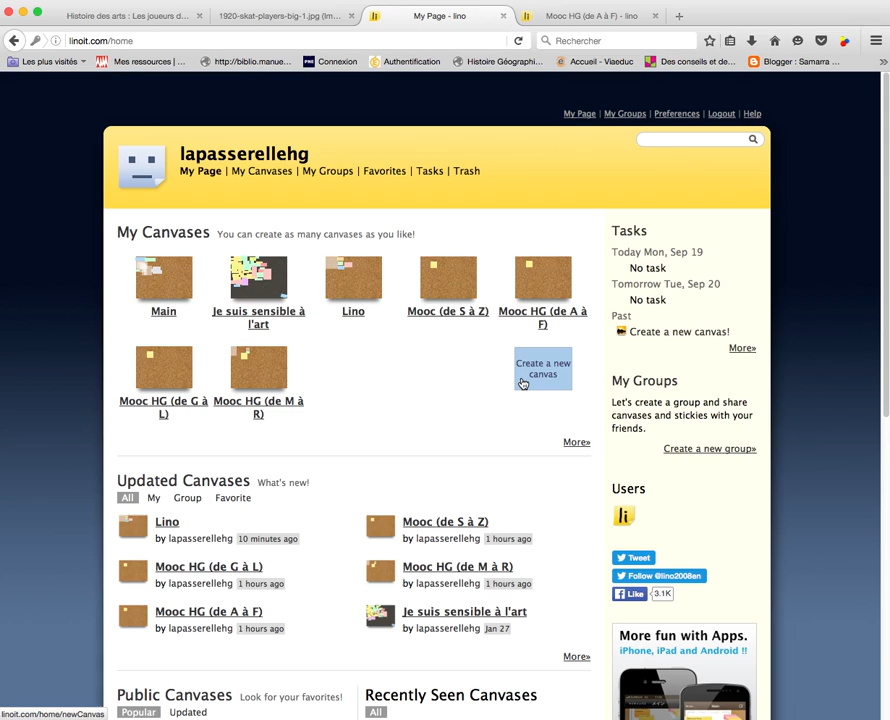 Histoire des arts : Les joueurs d...
1920-skat-players-big-1.jpg (Im...
My Page - lino
Mooc HG (de A à F) - lino
linoit.com/home
Rechercher
Les plus visités
Mes ressources | ...
http://biblio.manue...
PNE Connexion
Authentification
Histoire Géographi...
Accueil - Viaeduc
Des conseils et de...
Blogger : Samarra ...
My Page | My Groups | Preferences | Logout | Help
lapasserellehg
My Page | My Canvases | My Groups | Favorites | Tasks | Trash
My Canvases You can create as many canvases as you like!
Main
Je suis sensible à
l'art
Lino
Mooc (de S à Z)
Mooc HG (de A à
F)
Mooc HG (de G à
L)
Mooc HG (de M à
R)
Create a new
canvas
More»
Updated Canvases What's new!
All My Group Favorite
Lino
by lapasserellehg 10 minutes ago
Mooc (de S à Z)
by lapasserellehg 1 hours ago
Mooc HG (de G à L)
by lapasserellehg 1 hours ago
Mooc HG (de M à R)
by lapasserellehg 1 hours ago
Mooc HG (de A à F)
by lapasserellehg 1 hours ago
Je suis sensible à l'art
by lapasserellehg Jan 27
More»
Public Canvases Look for your favorites!
Popular Updated
Recently Seen Canvases
All
Tasks
Today Mon, Sep 19
No task
Tomorrow Tue, Sep 20
No task
Past
Create a new canvas!
More»
My Groups
Let's create a group and share
canvases and stickies with your
friends.
Create a new group»
Users
li
Tweet
Follow @lino2008en
Like 3.1K
More fun with Apps.
iPhone, iPad and Android !!
linoit.com/home/newCanvas